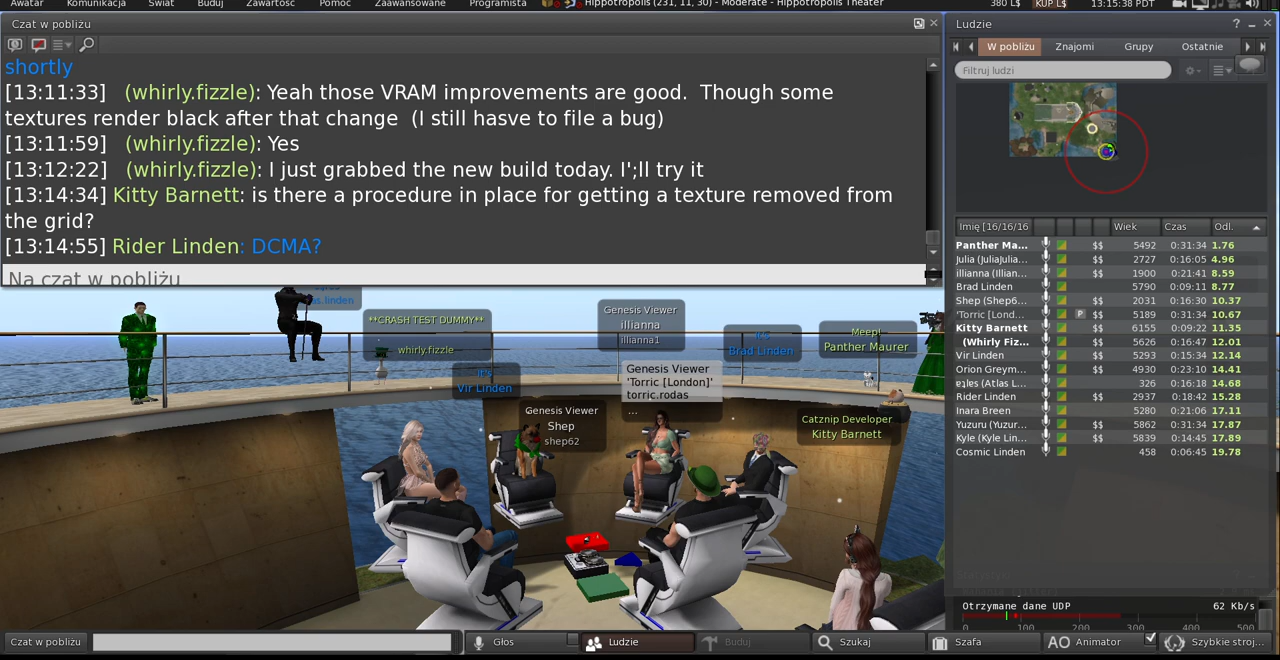 Awatar Komunikacja Świat Buduj Zawartość Pomoc Zaawansowane Programista Hippotropolis (231, 11, 30) - Moderate - Hippotropolis Theater 380 L$ KUP L$ 13:15:38 PDT
Czat w pobliżu
shortly
[13:11:33] (whirly.fizzle): Yeah those VRAM improvements are good. Though some
textures render black after that change (I still hasve to file a bug)
[13:11:59] (whirly.fizzle): Yes
[13:12:22] (whirly.fizzle): I just grabbed the new build today. I';ll try it
[13:14:34] Kitty Barnett: is there a procedure in place for getting a texture removed from
the grid?
[13:14:55] Rider Linden: DCMA?
Na czat w pobliżu
as.linden
**CRASH TEST DUMMY**
whirly.fizzle
it's
Vir Linden
Genesis Viewer
illianna
illianna1
it's
Brad Linden
Meep!
Panther Maurer
Genesis Viewer
'Torric [London]'
torric.rodas
...
Genesis Viewer
Shep
shep62
Catznip Developer
Kitty Barnett
Ludzie
W pobliżu Znajomi Grupy Ostatnie
Filtruj ludzi
Imię [16/16/16 Wiek Czas Odl.
Panther Ma... $$ 5492 0:31:34 1.76
Julia (JuliaJulia... $$ 2727 0:16:05 4.96
illianna (Illian... $$ 1900 0:21:41 8.59
Brad Linden 5790 0:09:11 8.77
Shep (Shep6... $$ 2031 0:16:30 10.37
'Torric [Lond... P $$ 5189 0:31:34 10.67
Kitty Barnett $$ 6155 0:09:22 11.35
(Whirly Fiz... $$ 5626 0:16:47 12.01
Vir Linden $$ 5293 0:15:34 12.14
Orion Greym... $$ 4930 0:23:10 14.41
(Atlas L... 326 0:16:18 14.68
Rider Linden $$ 2937 0:18:42 15.28
Inara Breen 5280 0:21:06 17.11
Yuzuru (Yuzur... $$ 5862 0:31:34 17.87
Kyle (Kyle Lin... $$ 5839 0:14:45 17.89
Cosmic Linden 458 0:06:45 19.78
Otrzymane dane UDP 62 Kb/s
0 100 200 300 400 500
Czat w pobliżu Głos Ludzie Buduj Szukaj Szafa AO Animator Szybkie stroj...